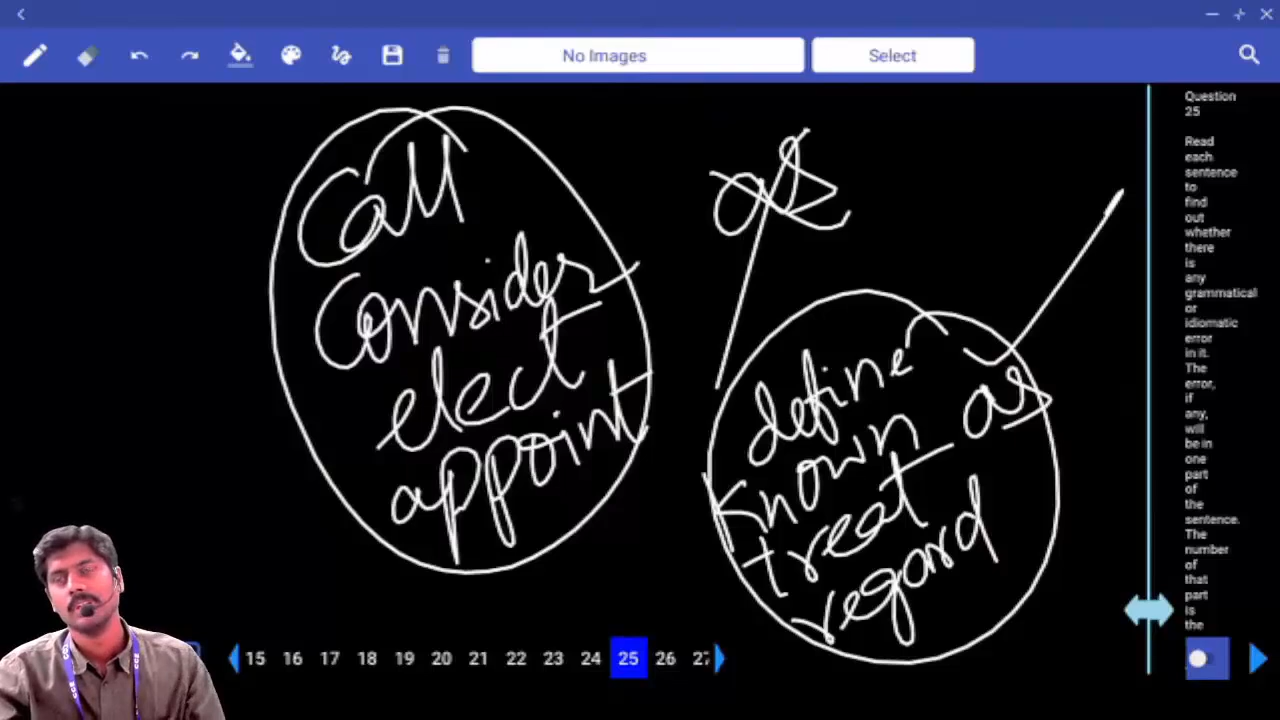 No Images
Select
Call
Consider
elect
appoint
as
define
known as
treat
regard
Question
25
Read
each
sentence
to
find
out
whether
there
is
any
grammatical
or
idiomatic
error
in it.
The
error,
if
any,
will
be in
one
part
of
the
sentence.
The
number
of
that
part
is
the
15 16 17 18 19 20 21 22 23 24 25 26 27